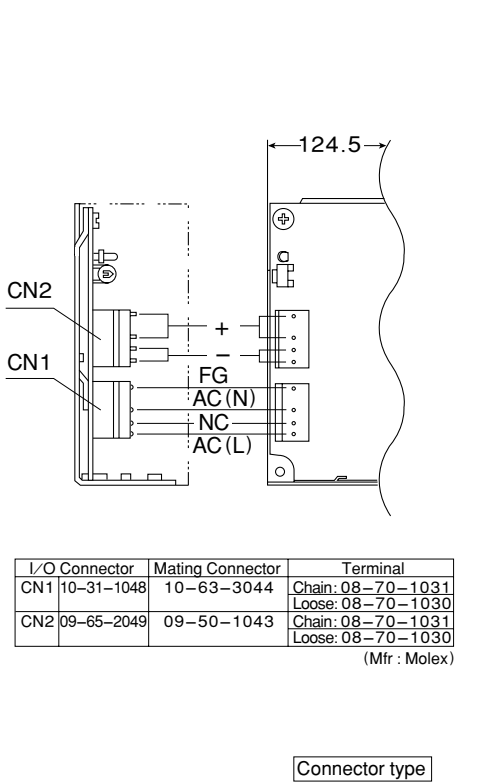 124.5
CN2
+
−
CN1
FG
AC(N)
NC
AC(L)
I/O Connector Mating Connector Terminal
CN1 10−31−1048 10−63−3044 Chain: 08−70−1031
Loose: 08−70−1030
CN2 09−65−2049 09−50−1043 Chain: 08−70−1031
Loose: 08−70−1030
(Mfr : Molex)
Connector type